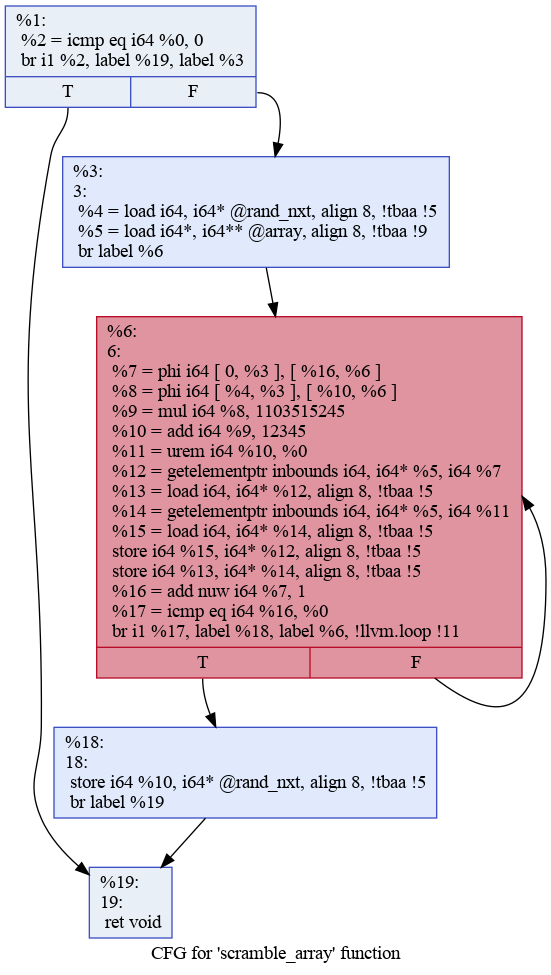 %1:
%2 = icmp eq i64 %0, 0
br i1 %2, label %19, label %3
T F
%3:
3:
%4 = load i64, i64* @rand_nxt, align 8, !tbaa !5
%5 = load i64*, i64** @array, align 8, !tbaa !9
br label %6
%6:
6:
%7 = phi i64 [ 0, %3 ], [ %16, %6 ]
%8 = phi i64 [ %4, %3 ], [ %10, %6 ]
%9 = mul i64 %8, 1103515245
%10 = add i64 %9, 12345
%11 = urem i64 %10, %0
%12 = getelementptr inbounds i64, i64* %5, i64 %7
%13 = load i64, i64* %12, align 8, !tbaa !5
%14 = getelementptr inbounds i64, i64* %5, i64 %11
%15 = load i64, i64* %14, align 8, !tbaa !5
store i64 %15, i64* %12, align 8, !tbaa !5
store i64 %13, i64* %14, align 8, !tbaa !5
%16 = add nuw i64 %7, 1
%17 = icmp eq i64 %16, %0
br i1 %17, label %18, label %6, !llvm.loop !11
T F
%18:
18:
store i64 %10, i64* @rand_nxt, align 8, !tbaa !5
br label %19
%19:
19:
ret void
CFG for 'scramble_array' function